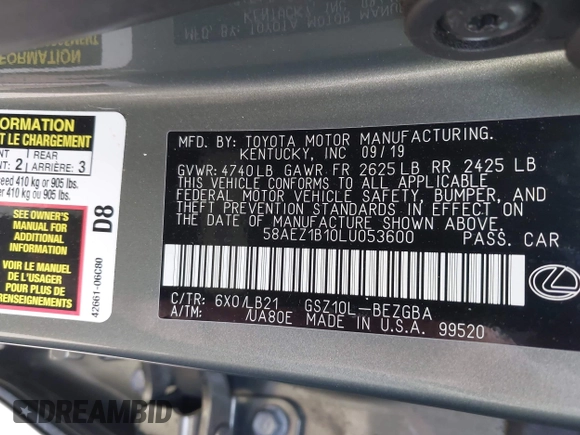 FORMATION
NT LE CHARGEMENT
NT
NT: 2
REAR
ARRIÈRE: 3
ceed 410 kg or 905 lbs.
r 410 kg ou 905 lbs.
SEE OWNER'S
MANUAL FOR
ADDITIONAL
INFORMATION
VOIR LE MANUEL
DE L'USAGER
POUR PLUS DE
RENSEIGNEMENTS
D8
42661-06C80
MFD. BY: TOYOTA MOTOR MANUFACTURING.
KENTUCKY, INC 09/19
GVWR: 4740LB GAWR FR 2625LB RR 2425 LB
THIS VEHICLE CONFORMS TO ALL APPLICABLE
FEDERAL MOTOR VEHICLE SAFETY, BUMPER, AND
THEFT PREVENTION STANDARDS IN EFFECT ON THE
DATE OF MANUFACTURE SHOWN ABOVE.
58AEZ1B10LU053600 PASS. CAR
C/TR: 6X0/LB21 GSZ10L-BEZGBA
A/TM: /UA80E MADE IN U.S.A. 99520
DREAMBID